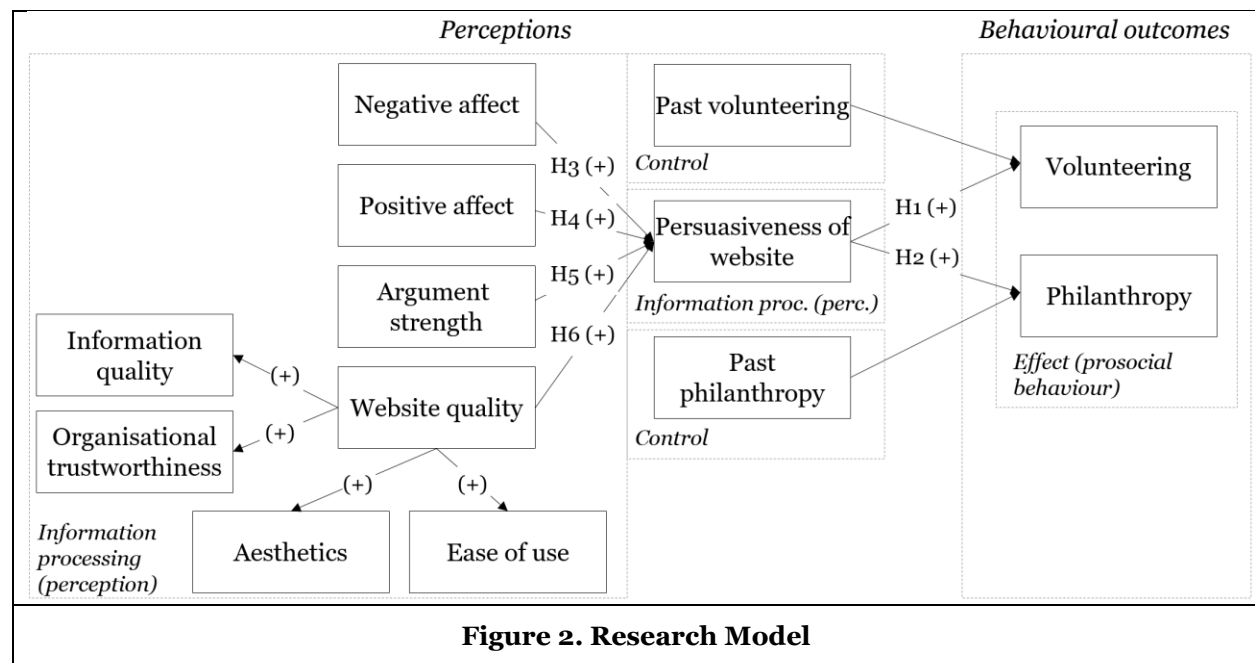 Perceptions
Behavioural outcomes
Negative affect
Past volunteering
Control
H3 (+)
Positive affect
H4 (+)
Persuasiveness of
website
Information proc. (perc.)
H1 (+)
H2 (+)
Volunteering
Philanthropy
Effect (prosocial
behaviour)
Argument
strength
H5 (+)
H6 (+)
Past
philanthropy
Control
Information
quality
(+)
Website quality
Organisational
trustworthiness
(+)
(+)
(+)
Information
processing
(perception)
Aesthetics
Ease of use
Figure 2. Research Model